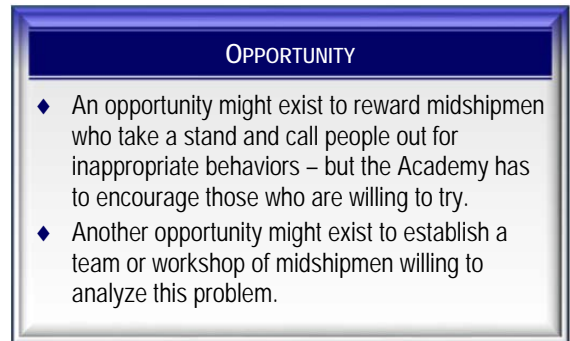 OPPORTUNITY
♦ An opportunity might exist to reward midshipmen
who take a stand and call people out for
inappropriate behaviors – but the Academy has
to encourage those who are willing to try.
♦ Another opportunity might exist to establish a
team or workshop of midshipmen willing to
analyze this problem.